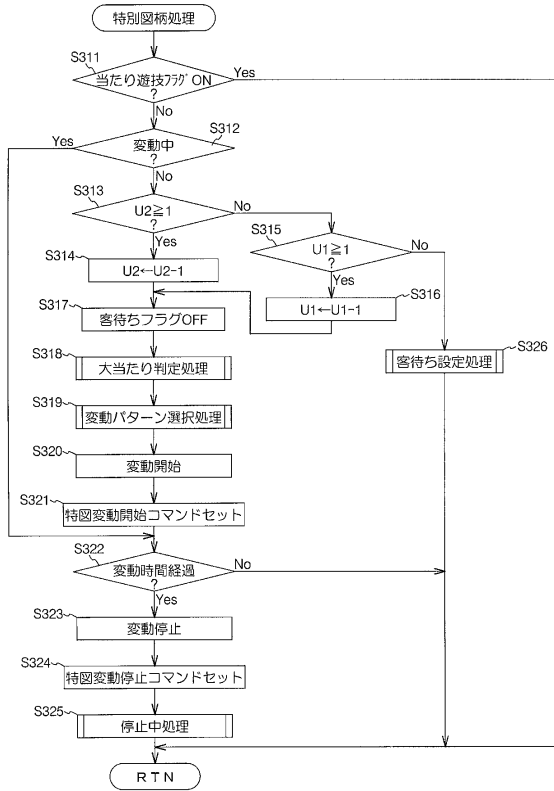 特別図柄処理
S311
当たり遊技ﾌﾗｸﾞON
?
Yes
No
S312
変動中
?
Yes
No
S313
U2≧1
?
No
Yes
S315
U1≧1
?
No
Yes
S314
U2←U2-1
S316
U1←U1-1
S317
客待ちフラグOFF
S326
客待ち設定処理
S318
大当たり判定処理
S319
変動パターン選択処理
S320
変動開始
S321
特図変動開始コマンドセット
S322
変動時間経過
?
No
Yes
S323
変動停止
S324
特図変動停止コマンドセット
S325
停止中処理
RTN